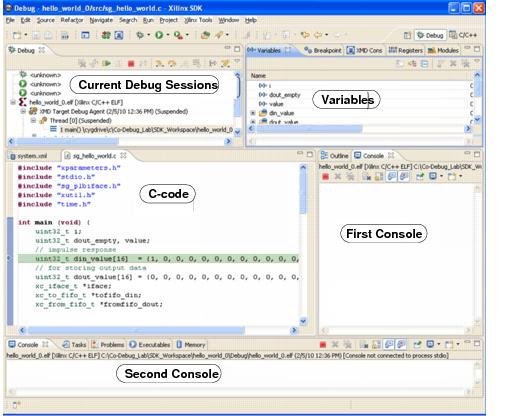 Debug - hello_world_0/src/sg_hello_world.c - Xilinx SDK
File Edit Source Refactor Navigate Search Run Project Xilinx Tools Window Help
Debug C/C++
Debug
<unknown>
<unknown>
<unknown>
hello_world_0.elf [Xilinx C/C++ ELF]
XMD Target Debug Agent (2/5/10 12:36 PM) (Suspended)
Thread [0] (Suspended)
1 main() \cygdrive\c\Co-Debug_Lab\SDK_Workspace\hello_world_0
Current Debug Sessions
(x)= Variables Breakpoint XMD Cons Registers Modules
Name
(x)= i
(x)= dout_empty
(x)= value
din_value
dout_value
Variables
system.xml sg_hello_world.c
#include "xparameters.h"
#include "stdio.h"
#include "sg_plbiface.h"
#include "xutil.h"
#include "time.h"
int main (void) {
uint32_t i;
uint32_t dout_empty, value;
// impulse response
uint32_t din_value[16] = {1, 0, 0, 0, 0, 0, 0, 0, 0, 0, 0,
// for storing output data
uint32_t dout_value[16] = {0, 0, 0, 0, 0, 0, 0, 0, 0, 0, 0,
xc_iface_t *iface;
xc_to_fifo_t *tofifo_din;
xc_from_fifo_t *fromfifo_dout;
C-code
Outline Console
hello_world_0.elf [Xilinx C/C++ ELF] C:\Co-Debug_Lab\SDK_W
First Console
Console Tasks Problems Executables Memory
hello_world_0.elf [Xilinx C/C++ ELF] C:\Co-Debug_Lab\SDK_Workspace\hello_world_0\Debug\hello_world_0.elf (2/5/10 12:36 PM) [Console not connected to process stdio]
Second Console